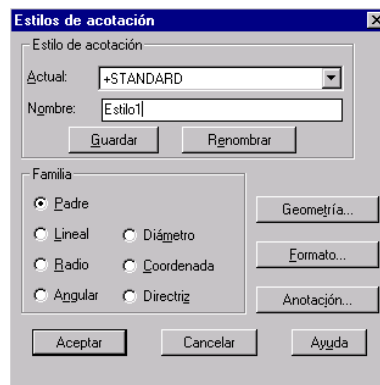 Estilos de acotación
Estilo de acotación
Actual: +STANDARD
Nombre: Estilo1
Guardar Renombrar
Familia
Padre
Lineal Diámetro
Radio Coordenada
Angular Directriz
Geometría...
Formato...
Anotación...
Aceptar Cancelar Ayuda